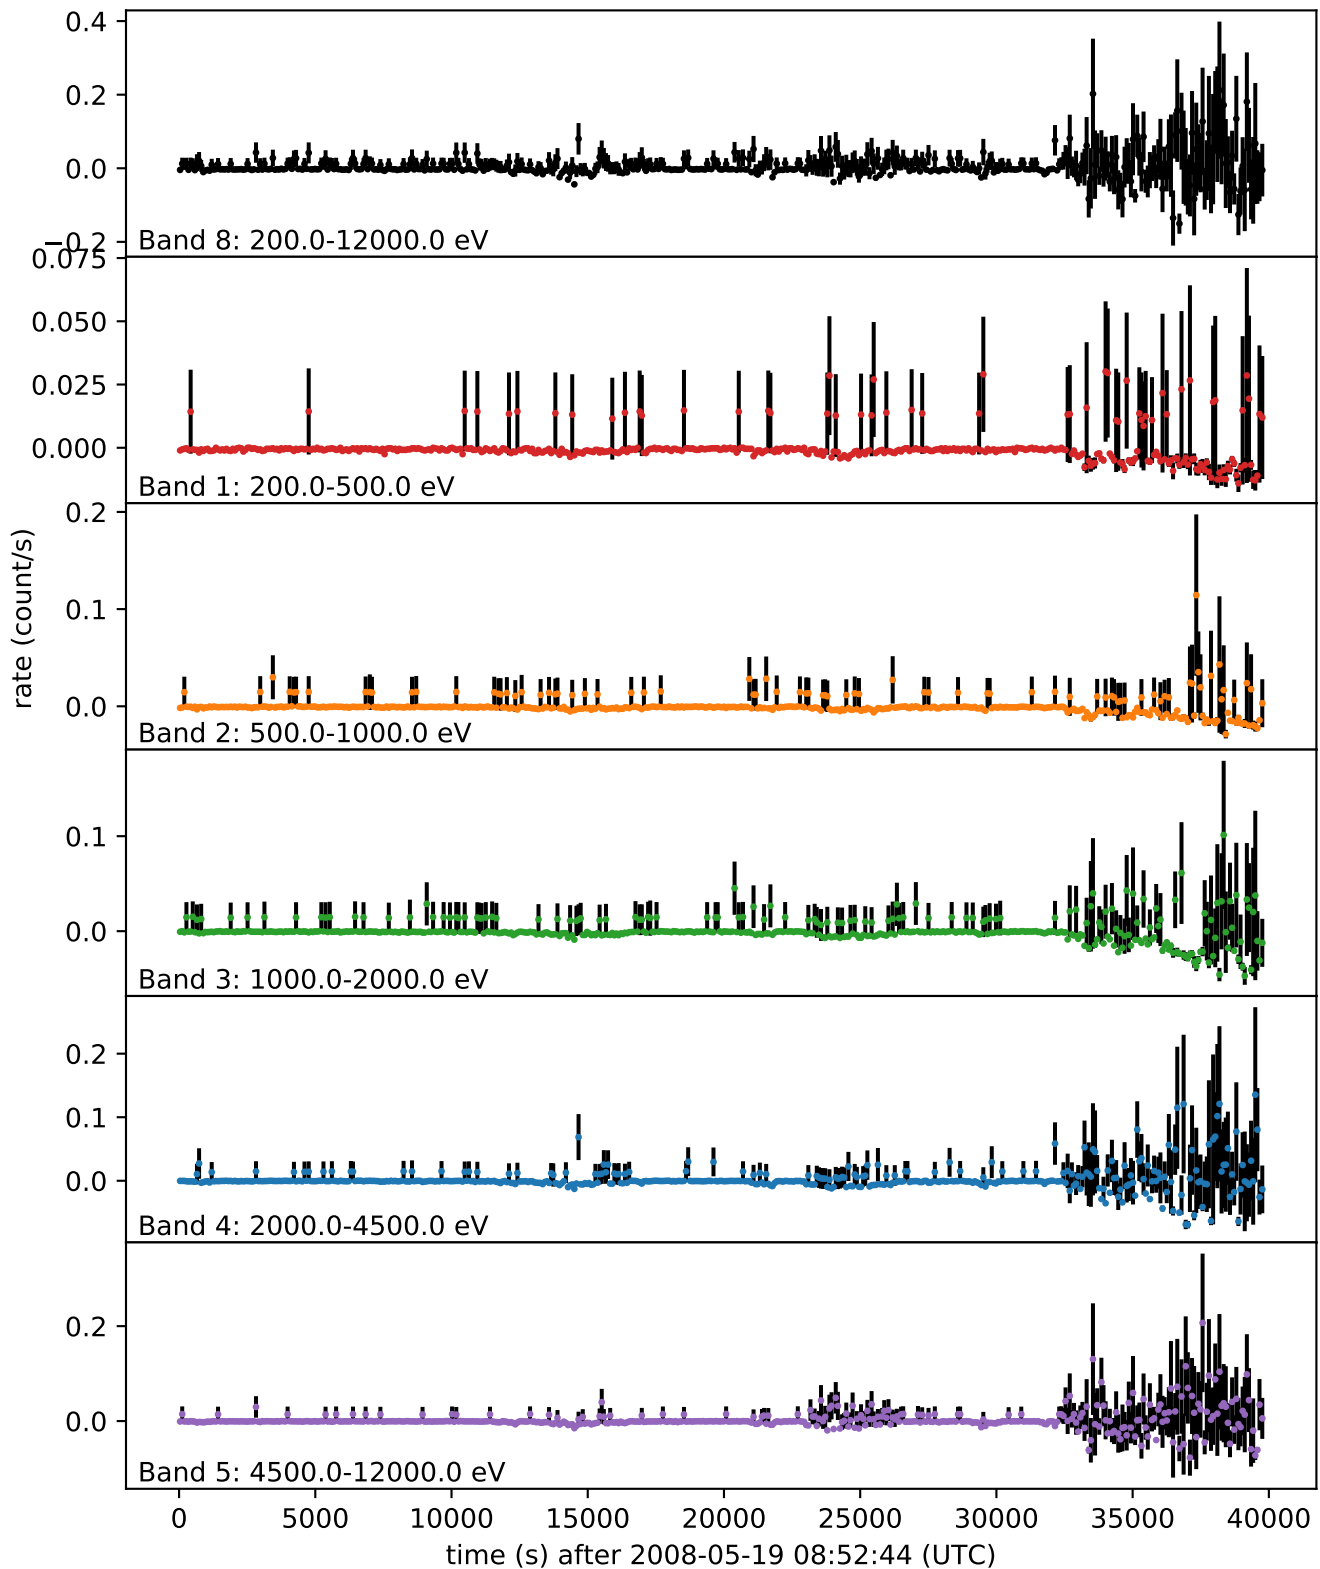 0.4
0.2
0.0
−0.2
Band 8: 200.0-12000.0 eV
0.075
0.050
0.025
0.000
Band 1: 200.0-500.0 eV
0.2
0.1
0.0
Band 2: 500.0-1000.0 eV
rate (count/s)
0.1
0.0
Band 3: 1000.0-2000.0 eV
0.2
0.1
0.0
Band 4: 2000.0-4500.0 eV
0.2
0.0
Band 5: 4500.0-12000.0 eV
0 5000 10000 15000 20000 25000 30000 35000 40000
time (s) after 2008-05-19 08:52:44 (UTC)